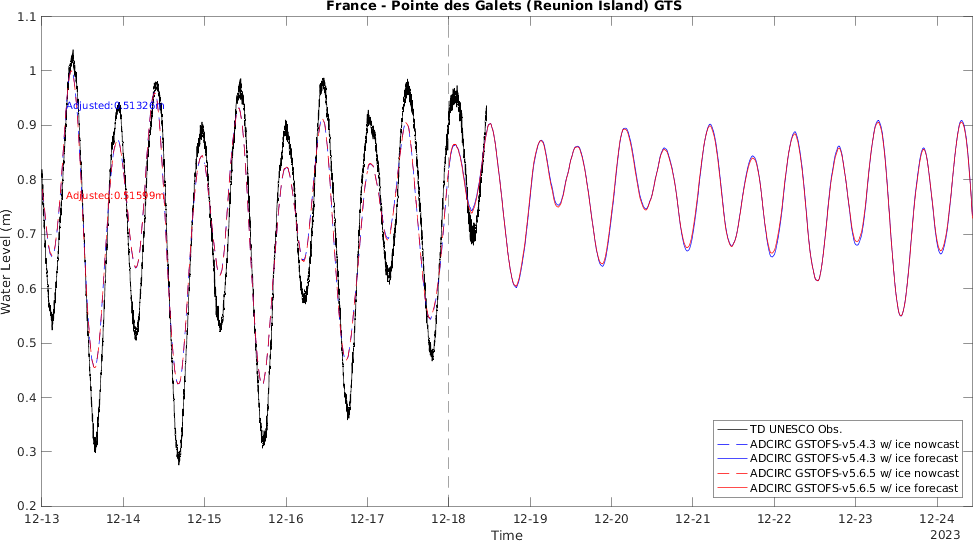 France - Pointe des Galets (Reunion Island) GTS
1.1
1
0.9
0.8
0.7
0.6
0.5
0.4
0.3
0.2
Water Level (m)
Adjusted:0.51326m
Adjusted:0.51599m
TD UNESCO Obs.
ADCIRC GSTOFS-v5.4.3 w/ ice nowcast
ADCIRC GSTOFS-v5.4.3 w/ ice forecast
ADCIRC GSTOFS-v5.6.5 w/ ice nowcast
ADCIRC GSTOFS-v5.6.5 w/ ice forecast
12-13 12-14 12-15 12-16 12-17 12-18 12-19 12-20 12-21 12-22 12-23 12-24
Time
2023